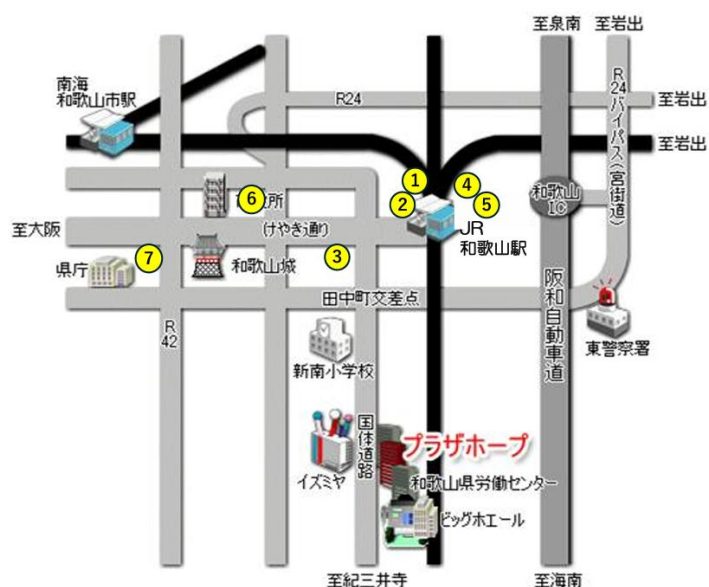 至泉南
至岩出
南海
和歌山市駅
R24
至岩出
R24バイパス(宮街道)
至岩出
1
4
6
所
2
5
和歌山
IC
至大阪
けやき通り
JR
和歌山駅
7
県庁
和歌山城
3
田中町交差点
阪和自動車道
R
42
東警察署
新南小学校
国体道路
プラザホープ
イズミヤ
和歌山県労働センター
ビッグホエール
至紀三井寺
至海南